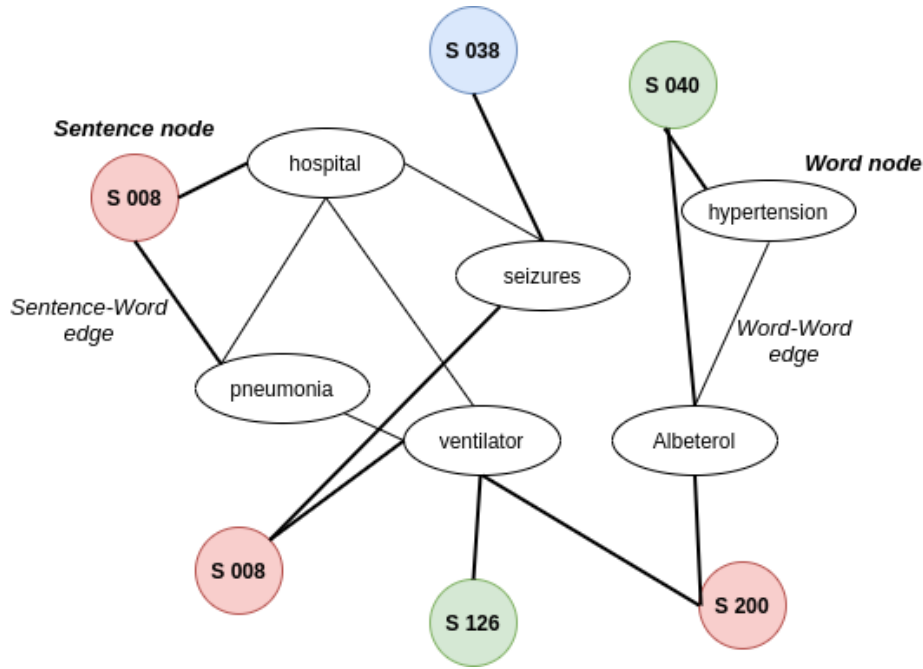 S 038
S 040
Sentence node
hospital
Word node
S 008
hypertension
seizures
Sentence-Word
edge
Word-Word
edge
pneumonia
ventilator
Albeterol
S 008
S 126
S 200